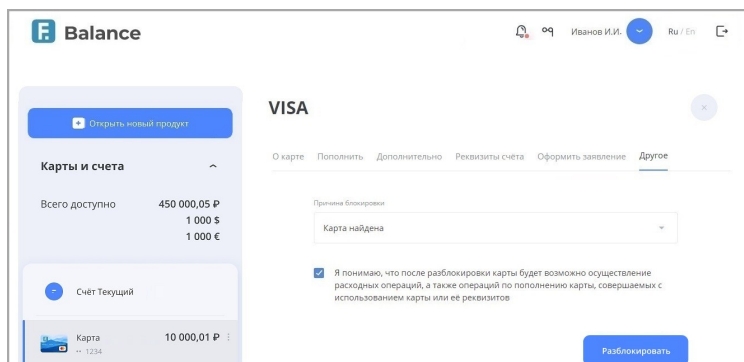 Balance
Иванов И.И.
Ru / En
Открыть новый продукт
Карты и счета
Всего доступно 450 000,05 ₽
1 000 $
1 000 €
Счёт Текущий
Карта 10 000,01 ₽
•• 1234
VISA
О карте Пополнить Дополнительно Реквизиты счёта Оформить заявление Другое
Причина блокировки
Карта найдена
Я понимаю, что после разблокировки карты будет возможно осуществление
расходных операций, а также операций по пополнению карты, совершаемых с
использованием карты или её реквизитов
Разблокировать